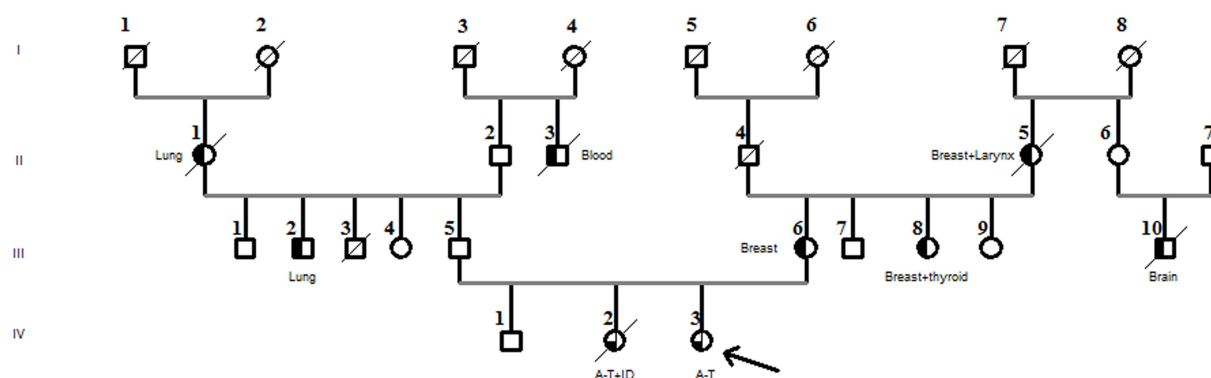 1 2 3 4 5 6 7 8
I
1 2 3 4 5 6 7
II Lung Blood Breast+Larynx
1 2 3 4 5 6 7 8 9 10
III Breast
Lung Breast+thyroid Brain
1 2 3
IV
A-T+ID A-T